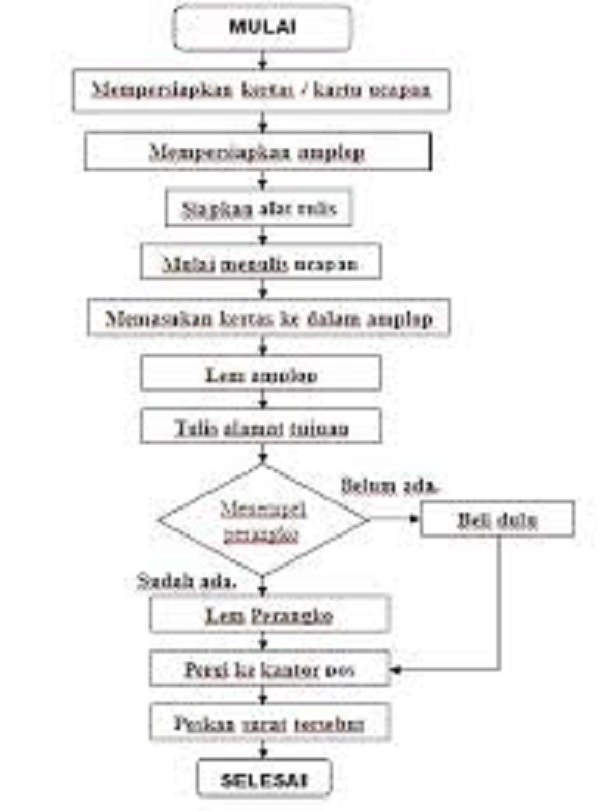 MULAI
Mempersiapkan kertas / kartu ucapan
Mempersiapkan amplop
Siapkan alat tulis
Mulai menulis ucapan
Memasukan kertas ke dalam amplop
Lem amplop
Tulis alamat tujuan
Belum ada.
Menempel
perangko
Beli dulu
Sudah ada.
Lem Perangko
Pergi ke kantor pos
Poskan surat tersebut
SELESAI